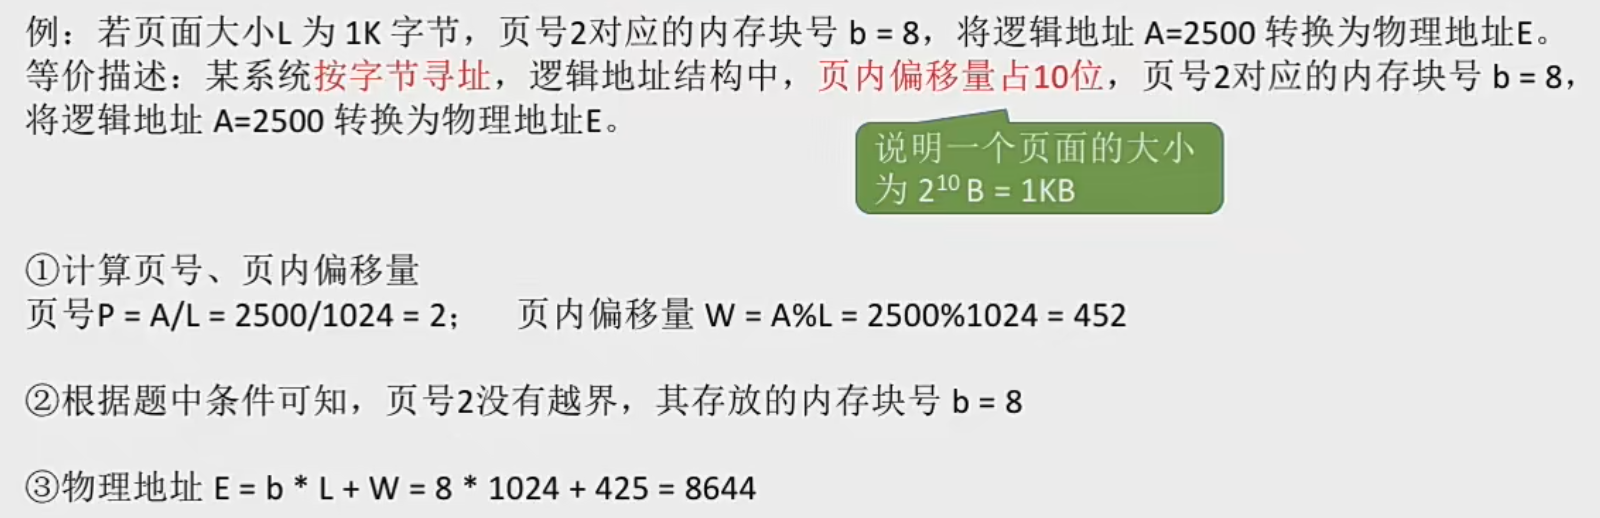 例：若页面大小L 为 1K 字节，页号2对应的内存块号 b = 8，将逻辑地址 A=2500 转换为物理地址E。
等价描述：某系统按字节寻址，逻辑地址结构中，页内偏移量占10位，页号2对应的内存块号 b = 8，
将逻辑地址 A=2500 转换为物理地址E。
说明一个页面的大小
为 2¹⁰ B = 1KB
①计算页号、页内偏移量
页号P = A/L = 2500/1024 = 2； 页内偏移量 W = A%L = 2500%1024 = 452
②根据题中条件可知，页号2没有越界，其存放的内存块号 b = 8
③物理地址 E = b * L + W = 8 * 1024 + 425 = 8644